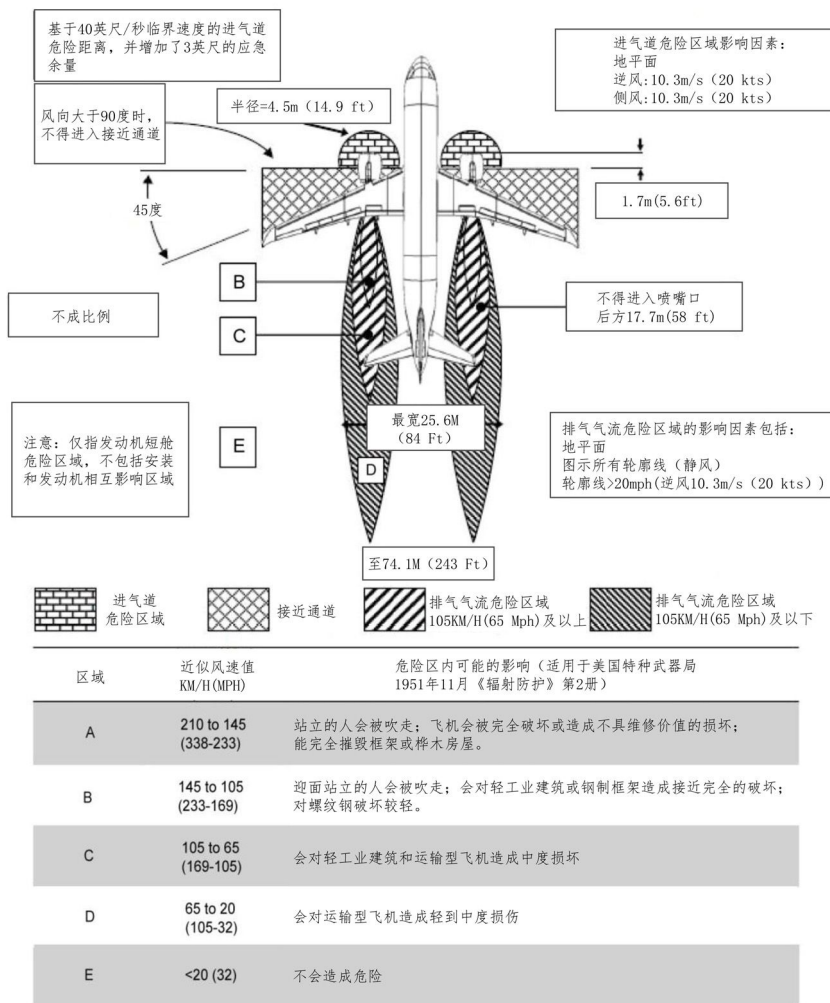 基于40英尺/秒临界速度的进气道
危险距离，并增加了3英尺的应急
余量
进气道危险区域影响因素：
地平面
逆风:10.3m/s（20 kts）
侧风:10.3m/s（20 kts）
风向大于90度时，
不得进入接近通道
半径=4.5m（14.9 ft）
1.7m(5.6ft)
45度
B
不得进入喷嘴口
后方17.7m(58 ft)
不成比例
C
最宽25.6M
(84 Ft)
注意：仅指发动机短舱
危险区域，不包括安装
和发动机相互影响区域
E
D
排气气流危险区域的影响因素包括：
地平面
图示所有轮廓线（静风）
轮廓线>20mph(逆风10.3m/s（20 kts）)
至74.1M（243 Ft）
进气道
危险区域
接近通道
排气气流危险区域
105KM/H(65 Mph)及以上
排气气流危险区域
105KM/H(65 Mph)及以下
区域
近似风速值
KM/H(MPH)
危险区内可能的影响（适用于美国特种武器局
1951年11月《辐射防护》第2册）
A
210 to 145
(338-233)
站立的人会被吹走；飞机会被完全破坏或造成不具维修价值的损坏；
能完全摧毁框架或桦木房屋。
B
145 to 105
(233-169)
迎面站立的人会被吹走；会对轻工业建筑或钢制框架造成接近完全的破坏；
对螺纹钢破坏较轻。
C
105 to 65
(169-105)
会对轻工业建筑和运输型飞机造成中度损坏
D
65 to 20
(105-32)
会对运输型飞机造成轻到中度损伤
E
<20 (32)
不会造成危险